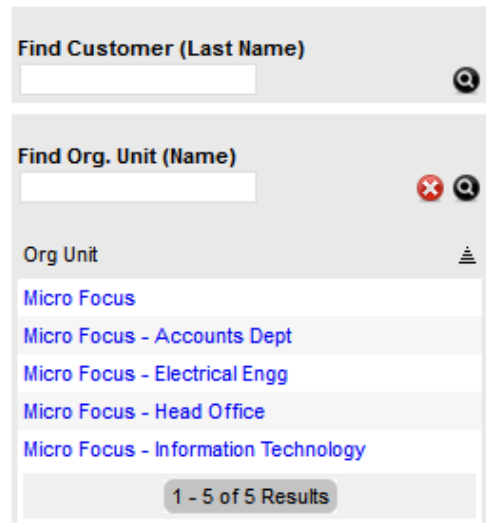 Find Customer (Last Name)
Find Org. Unit (Name)
Org Unit
Micro Focus
Micro Focus - Accounts Dept
Micro Focus - Electrical Engg
Micro Focus - Head Office
Micro Focus - Information Technology
1 - 5 of 5 Results